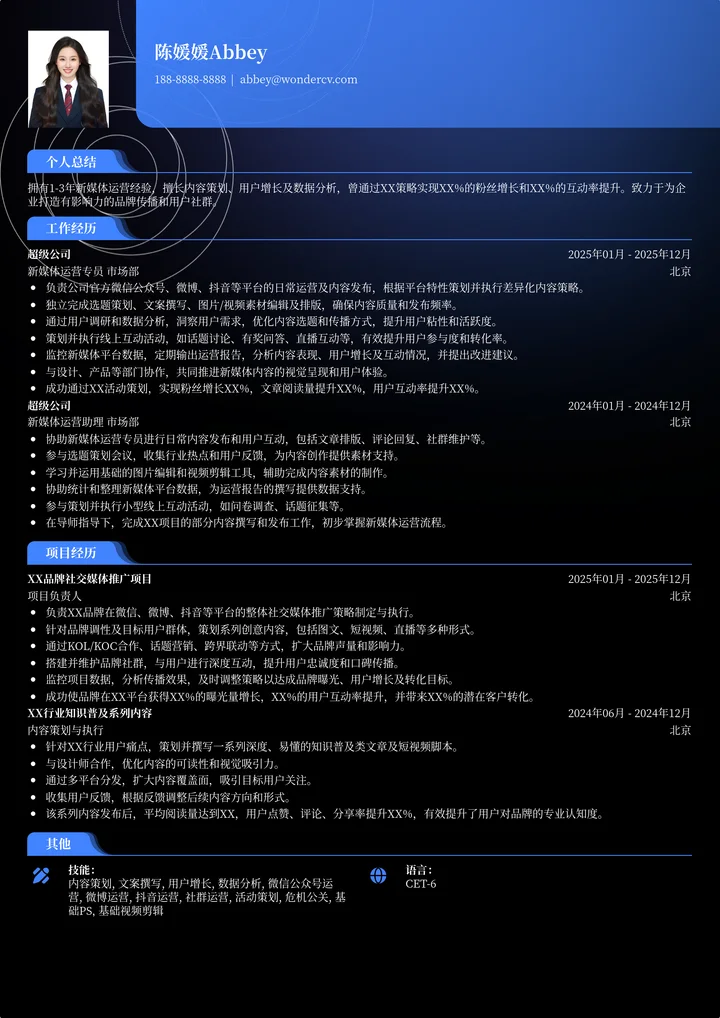 陈媛媛Abbey
188-8888-8888 | abbey@wondercv.com
个人总结
拥有1-3年新媒体运营经验，擅长内容策划、用户增长及数据分析，曾通过XX策略实现XX%的粉丝增长和XX%的互动率提升。致力于为企
业打造有影响力的品牌传播和用户社群。
工作经历
超级公司 2025年01月 - 2025年12月
新媒体运营专员 市场部 北京
• 负责公司官方微信公众号、微博、抖音等平台的日常运营及内容发布，根据平台特性策划并执行差异化内容策略。
• 独立完成选题策划、文案撰写、图片/视频素材编辑及排版，确保内容质量和发布频率。
• 通过用户调研和数据分析，洞察用户需求，优化内容选题和传播方式，提升用户粘性和活跃度。
• 策划并执行线上互动活动，如话题讨论、有奖问答、直播互动等，有效提升用户参与度和转化率。
• 监控新媒体平台数据，定期输出运营报告，分析内容表现、用户增长及互动情况，并提出改进建议。
• 与设计、产品等部门协作，共同推进新媒体内容的视觉呈现和用户体验。
• 成功通过XX活动策划，实现粉丝增长XX%，文章阅读量提升XX%，用户互动率提升XX%。
超级公司 2024年01月 - 2024年12月
新媒体运营助理 市场部 北京
• 协助新媒体运营专员进行日常内容发布和用户互动，包括文章排版、评论回复、社群维护等。
• 参与选题策划会议，收集行业热点和用户反馈，为内容创作提供素材支持。
• 学习并运用基础的图片编辑和视频剪辑工具，辅助完成内容素材的制作。
• 协助统计和整理新媒体平台数据，为运营报告的撰写提供数据支持。
• 参与策划并执行小型线上互动活动，如问卷调查、话题征集等。
• 在导师指导下，完成XX项目的部分内容撰写和发布工作，初步掌握新媒体运营流程。
项目经历
XX品牌社交媒体推广项目 2025年01月 - 2025年12月
项目负责人 北京
• 负责XX品牌在微信、微博、抖音等平台的整体社交媒体推广策略制定与执行。
• 针对品牌调性及目标用户群体，策划系列创意内容，包括图文、短视频、直播等多种形式。
• 通过KOL/KOC合作、话题营销、跨界联动等方式，扩大品牌声量和影响力。
• 搭建并维护品牌社群，与用户进行深度互动，提升用户忠诚度和口碑传播。
• 监控项目数据，分析传播效果，及时调整策略以达成品牌曝光、用户增长及转化目标。
• 成功使品牌在XX平台获得XX%的曝光量增长，XX%的用户互动率提升，并带来XX%的潜在客户转化。
XX行业知识普及系列内容 2024年06月 - 2024年12月
内容策划与执行 北京
• 针对XX行业用户痛点，策划并撰写一系列深度、易懂的知识普及类文章及短视频脚本。
• 与设计师合作，优化内容的可读性和视觉吸引力。
• 通过多平台分发，扩大内容覆盖面，吸引目标用户关注。
• 收集用户反馈，根据反馈调整后续内容方向和形式。
• 该系列内容发布后，平均阅读量达到XX，用户点赞、评论、分享率提升XX%，有效提升了用户对品牌的专业认知度。
其他
技能：
内容策划, 文案撰写, 用户增长, 数据分析, 微信公众号运
营, 微博运营, 抖音运营, 社群运营, 活动策划, 危机公关, 基
础PS, 基础视频剪辑
语言：
CET-6